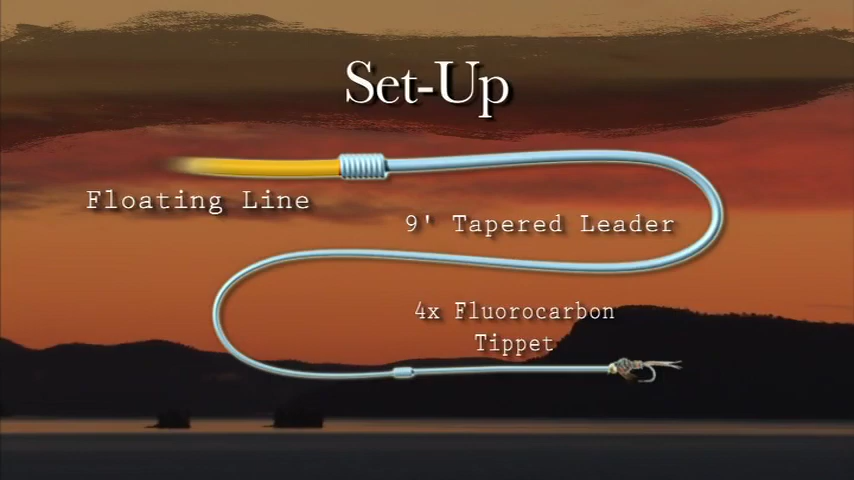 Set-Up
Floating Line
9' Tapered Leader
4x Fluorocarbon
Tippet